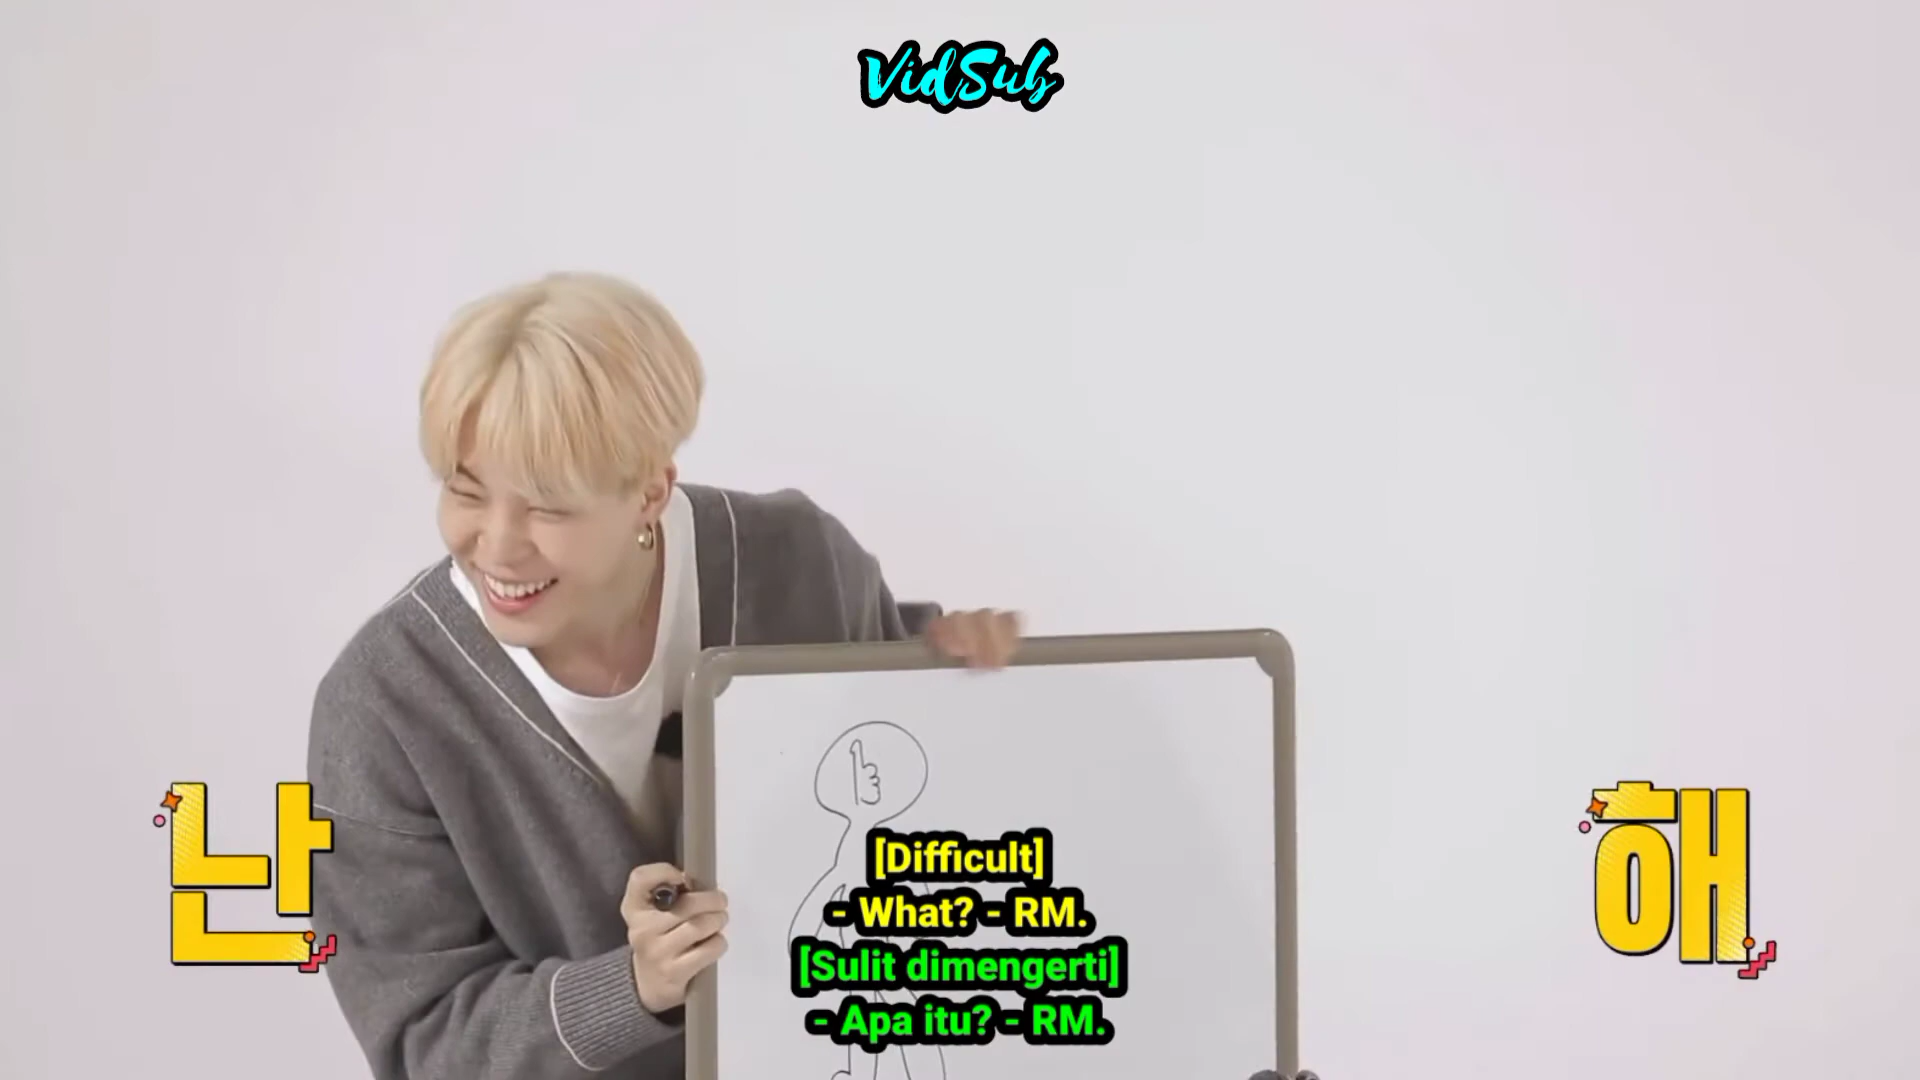 VidSub
난 해
[Difficult]
- What? - RM.
[Sulit dimengerti]
- Apa itu? - RM.